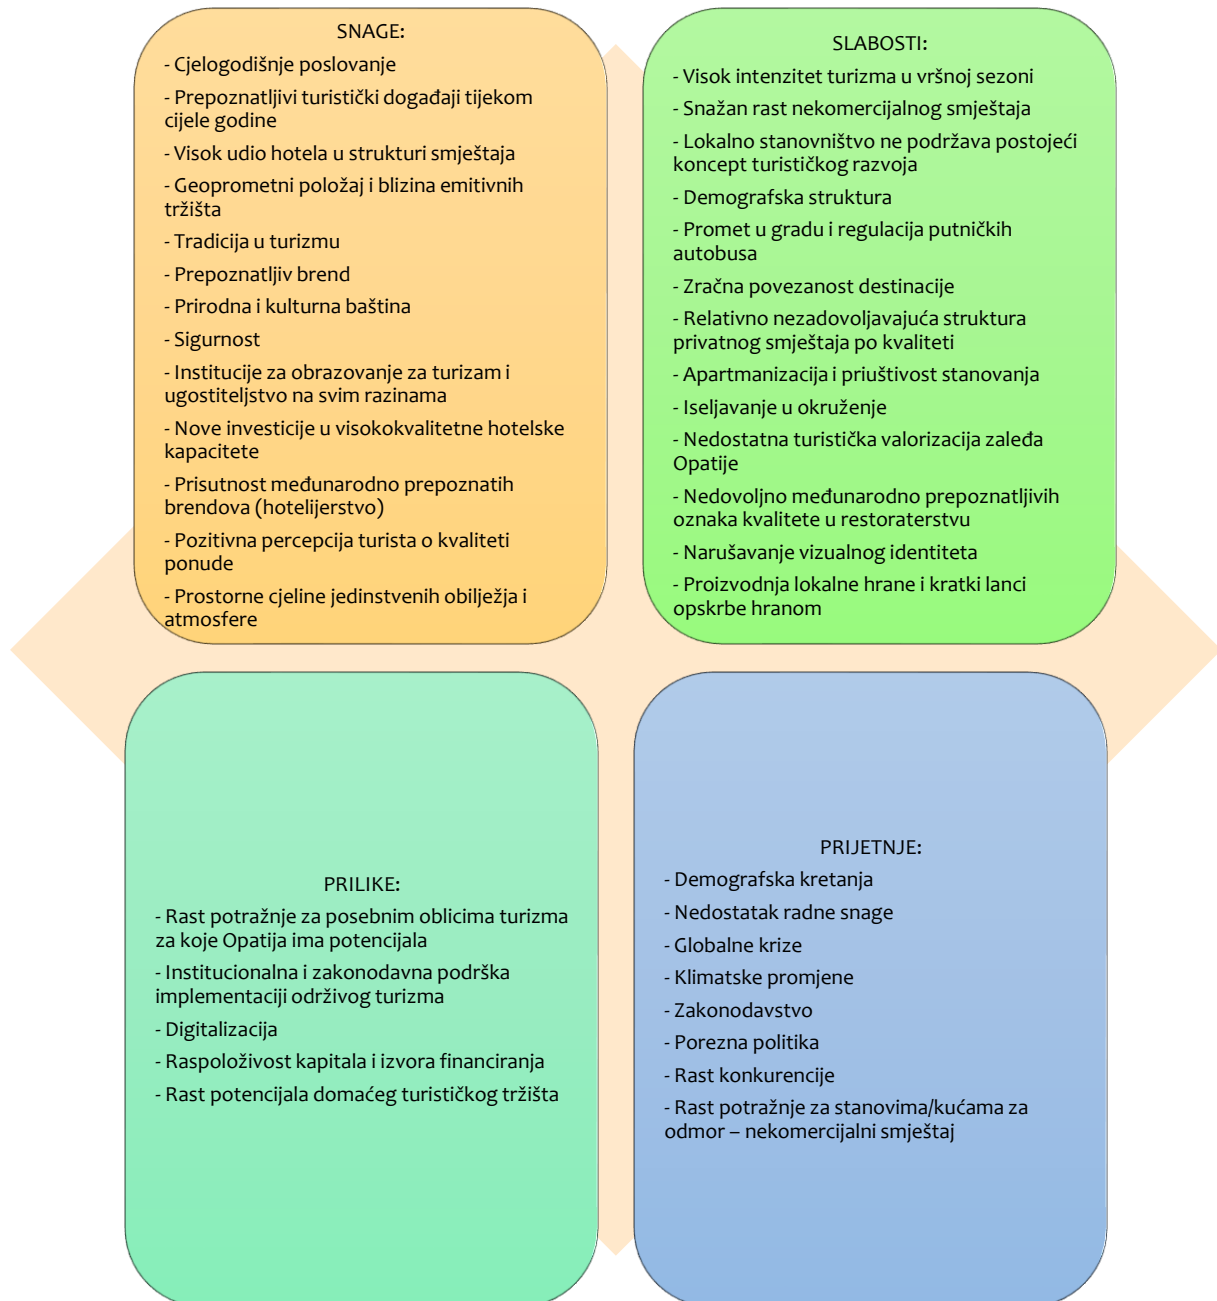 SNAGE:
- Cjelogodišnje poslovanje
- Prepoznatljivi turistički događaji tijekom
cijele godine
- Visok udio hotela u strukturi smještaja
- Geoprometni položaj i blizina emitivnih
tržišta
- Tradicija u turizmu
- Prepoznatljiv brend
- Prirodna i kulturna baština
- Sigurnost
- Institucije za obrazovanje za turizam i
ugostiteljstvo na svim razinama
- Nove investicije u visokokvalitetne hotelske
kapacitete
- Prisutnost međunarodno prepoznatih
brendova (hotelijerstvo)
- Pozitivna percepcija turista o kvaliteti
ponude
- Prostorne cjeline jedinstvenih obilježja i
atmosfere
SLABOSTI:
- Visok intenzitet turizma u vršnoj sezoni
- Snažan rast nekomercijalnog smještaja
- Lokalno stanovništvo ne podržava postojeći
koncept turističkog razvoja
- Demografska struktura
- Promet u gradu i regulacija putničkih
autobusa
- Zračna povezanost destinacije
- Relativno nezadovoljavajuća struktura
privatnog smještaja po kvaliteti
- Apartmanizacija i priuštivost stanovanja
- Iseljavanje u okruženje
- Nedostatna turistička valorizacija zaleđa
Opatije
- Nedovoljno međunarodno prepoznatljivih
oznaka kvalitete u restoraterstvu
- Narušavanje vizualnog identiteta
- Proizvodnja lokalne hrane i kratki lanci
opskrbe hranom
PRILIKE:
- Rast potražnje za posebnim oblicima turizma
za koje Opatija ima potencijala
- Institucionalna i zakonodavna podrška
implementaciji održivog turizma
- Digitalizacija
- Raspoloživost kapitala i izvora financiranja
- Rast potencijala domaćeg turističkog tržišta
PRIJETNJE:
- Demografska kretanja
- Nedostatak radne snage
- Globalne krize
- Klimatske promjene
- Zakonodavstvo
- Porezna politika
- Rast konkurencije
- Rast potražnje za stanovima/kućama za
odmor – nekomercijalni smještaj